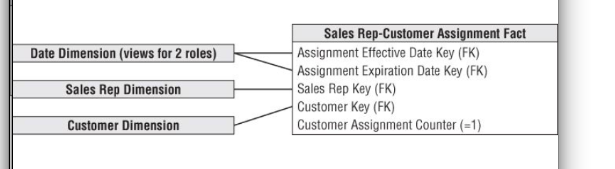 Sales Rep-Customer Assignment Fact
Date Dimension (views for 2 roles)
Assignment Effective Date Key (FK)
Assignment Expiration Date Key (FK)
Sales Rep Dimension
Sales Rep Key (FK)
Customer Key (FK)
Customer Dimension
Customer Assignment Counter (=1)